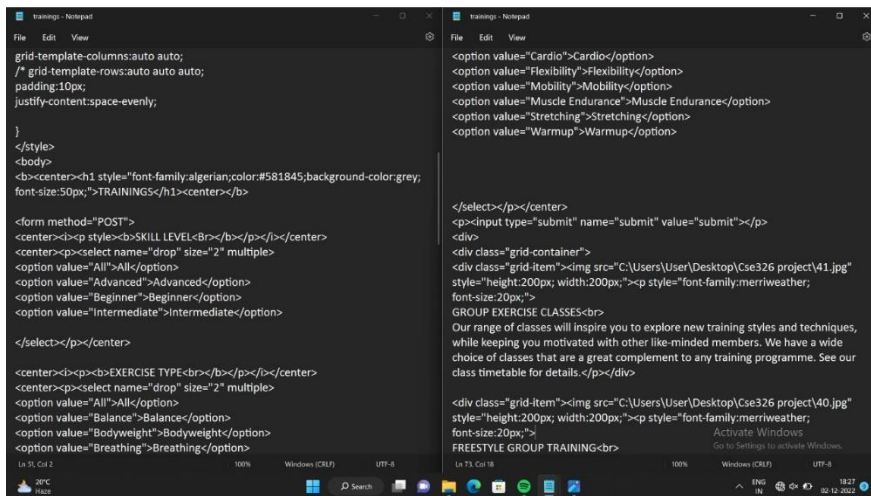 trainings - Notepad
File Edit View
grid-template-columns:auto auto;
/* grid-template-rows:auto auto auto;
padding:10px;
justify-content:space-evenly;
}
</style>
<body>
<b><center><h1 style="font-family:algerian;color:#581845;background-color:grey;
font-size:50px;">TRAININGS</h1><center></b>
<form method="POST">
<center><i><p style><b>SKILL LEVEL<Br></b></p></i></center>
<center><p><select name="drop" size="2" multiple>
<option value="All">All</option>
<option value="Advanced">Advanced</option>
<option value="Beginner">Beginner</option>
<option value="Intermediate">Intermediate</option>
</select></p></center>
<center><i><p><b>EXERCISE TYPE<br></b></p></i></center>
<center><p><select name="drop" size="2" multiple>
<option value="All">All</option>
<option value="Balance">Balance</option>
<option value="Bodyweight">Bodyweight</option>
<option value="Breathing">Breathing</option>
Ln 51, Col 2 100% Windows (CRLF) UTF-8
trainings - Notepad
File Edit View
<option value="Cardio">Cardio</option>
<option value="Flexibility">Flexibility</option>
<option value="Mobility">Mobility</option>
<option value="Muscle Endurance">Muscle Endurance</option>
<option value="Stretching">Stretching</option>
<option value="Warmup">Warmup</option>
</select></p></center>
<p><input type="submit" name="submit" value="submit"></p>
<div>
<div class="grid-container">
<div class="grid-item"><img src="C:\Users\User\Desktop\Cse326 project\41.jpg"
style="height:200px; width:200px;"><p style="font-family:merriweather;
font-size:20px;">
GROUP EXERCISE CLASSES<br>
Our range of classes will inspire you to explore new training styles and techniques,
while keeping you motivated with other like-minded members. We have a wide
choice of classes that are a great complement to any training programme. See our
class timetable for details.</p></div>
<div class="grid-item"><img src="C:\Users\User\Desktop\Cse326 project\40.jpg"
style="height:200px; width:200px;"><p style="font-family:merriweather;
font-size:20px;">
FREESTYLE GROUP TRAINING<br>
Activate Windows
Go to Settings to activate Windows.
Ln 73, Col 18 100% Windows (CRLF) UTF-8
20°C
Haze
Search
ENG
IN
18:27
02-12-2022